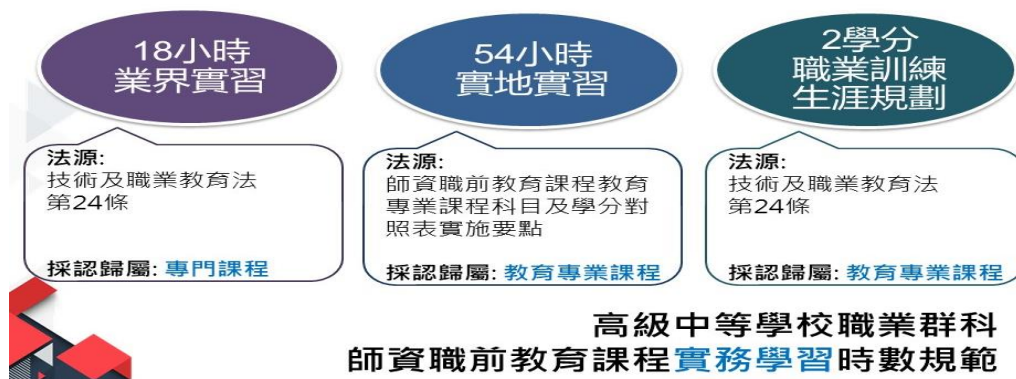 18小時
業界實習
54小時
實地實習
2學分
職業訓練
生涯規劃
法源:
技術及職業教育法
第24條
採認歸屬: 專門課程
法源:
師資職前教育課程教育
專業課程科目及學分對
照表實施要點
採認歸屬: 教育專業課程
法源:
技術及職業教育法
第24條
採認歸屬: 教育專業課程
高級中等學校職業群科
師資職前教育課程實務學習時數規範